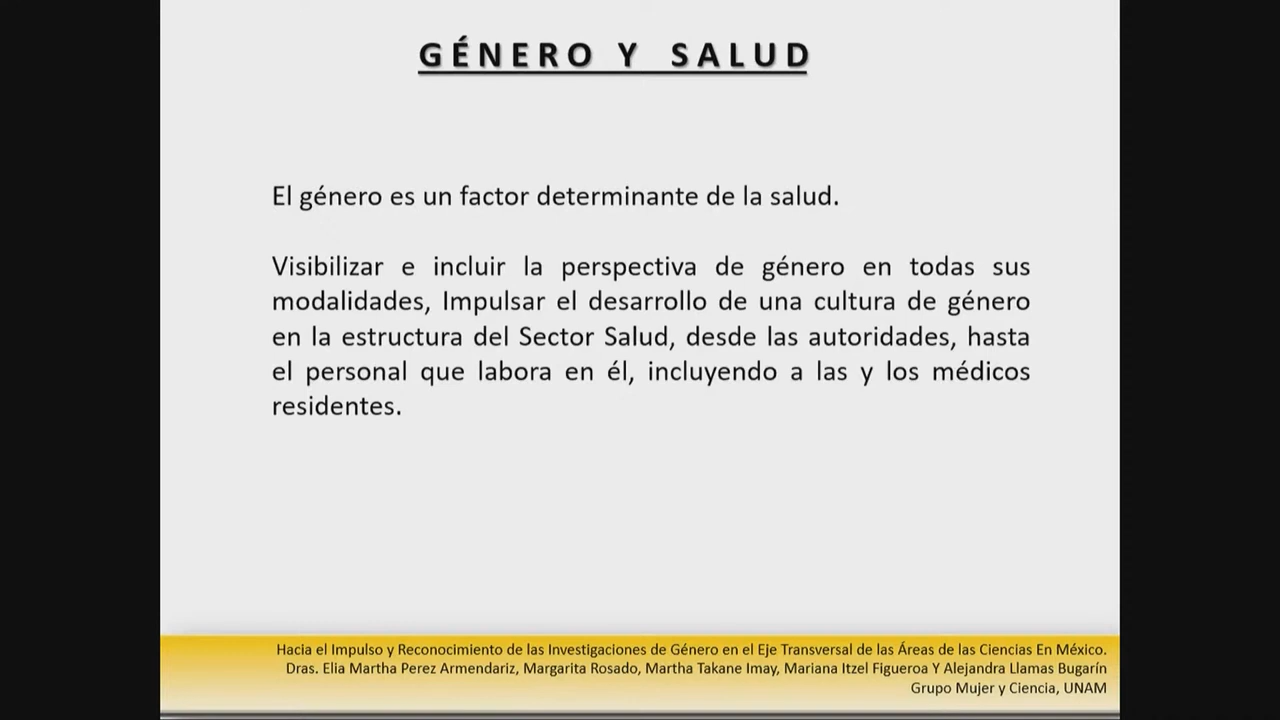 GÉNERO Y SALUD
El género es un factor determinante de la salud.
Visibilizar e incluir la perspectiva de género en todas sus
modalidades, Impulsar el desarrollo de una cultura de género
en la estructura del Sector Salud, desde las autoridades, hasta
el personal que labora en él, incluyendo a las y los médicos
residentes.
Hacia el Impulso y Reconocimiento de las Investigaciones de Género en el Eje Transversal de las Áreas de las Ciencias En México.
Dras. Elia Martha Perez Armendariz, Margarita Rosado, Martha Takane Imay, Mariana Itzel Figueroa Y Alejandra Llamas Bugarín
Grupo Mujer y Ciencia, UNAM